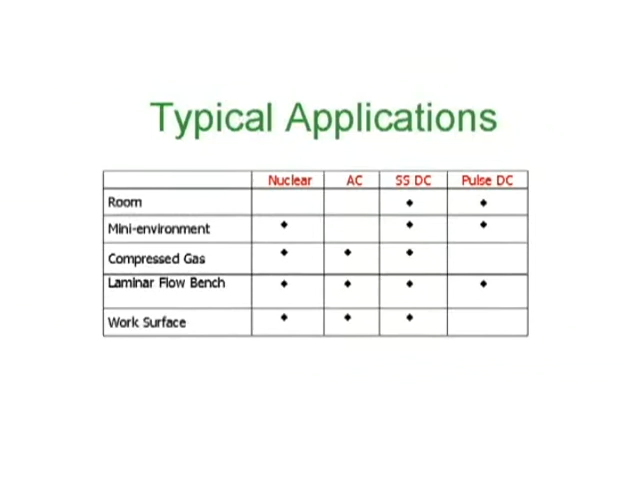 Typical Applications
Nuclear AC SS DC Pulse DC
Room ♦ ♦
Mini-environment ♦ ♦ ♦
Compressed Gas ♦ ♦ ♦
Laminar Flow Bench ♦ ♦ ♦ ♦
Work Surface ♦ ♦ ♦